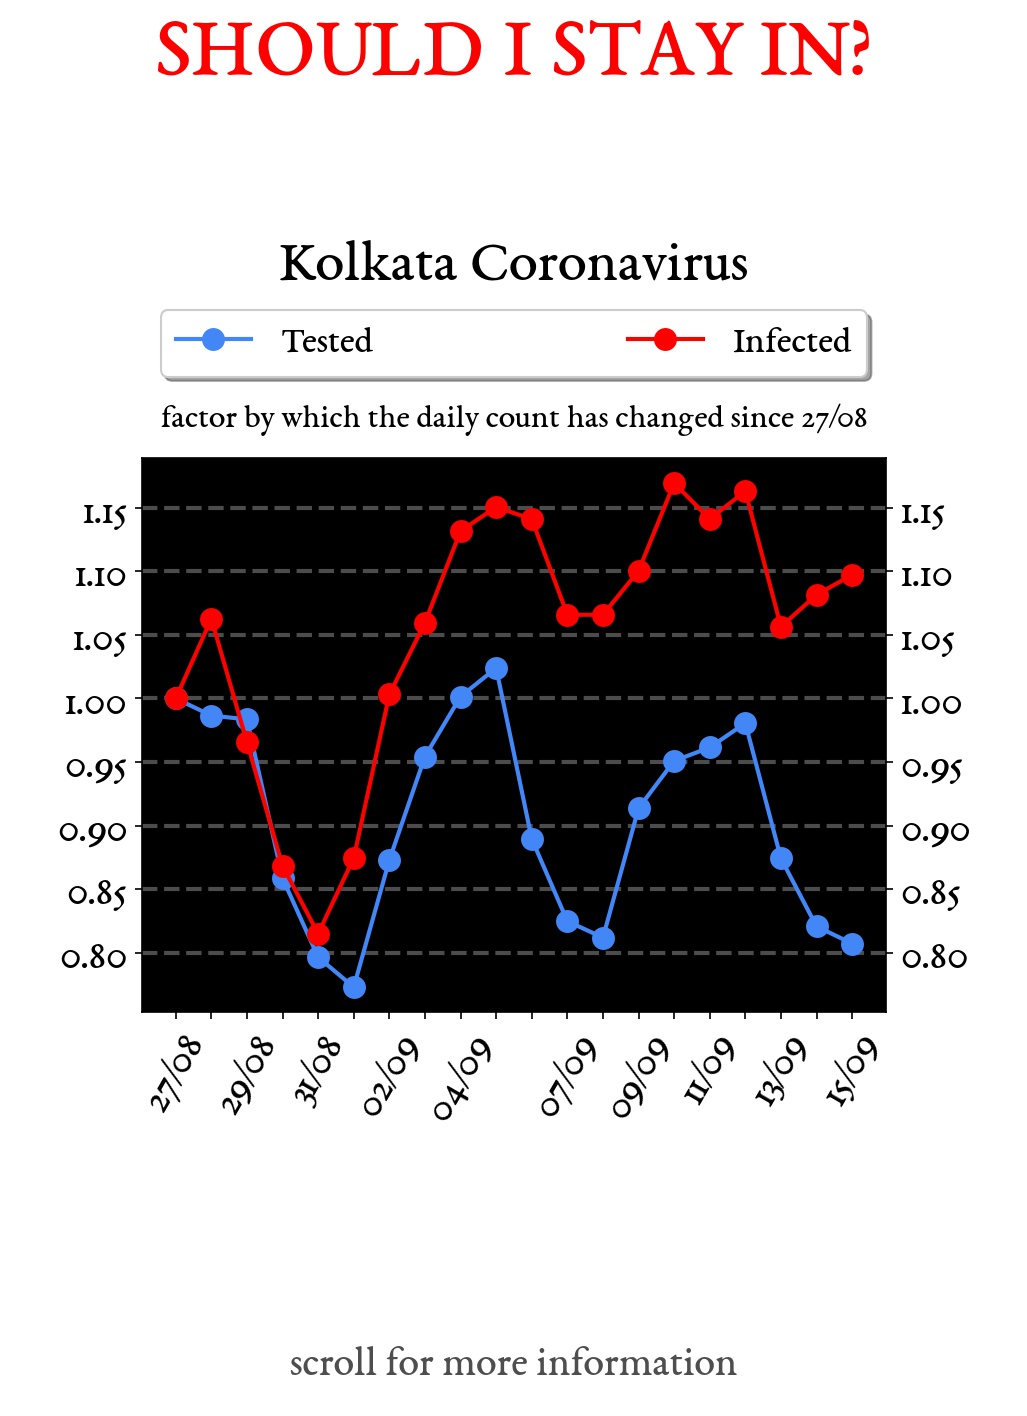 SHOULD I STAY IN?
Kolkata Coronavirus
Tested Infected
factor by which the daily count has changed since 27/08
1.15 1.15
1.10 1.10
1.05 1.05
1.00 1.00
0.95 0.95
0.90 0.90
0.85 0.85
0.80 0.80
27/08 29/08 31/08 02/09 04/09 07/09 09/09 11/09 13/09 15/09
scroll for more information